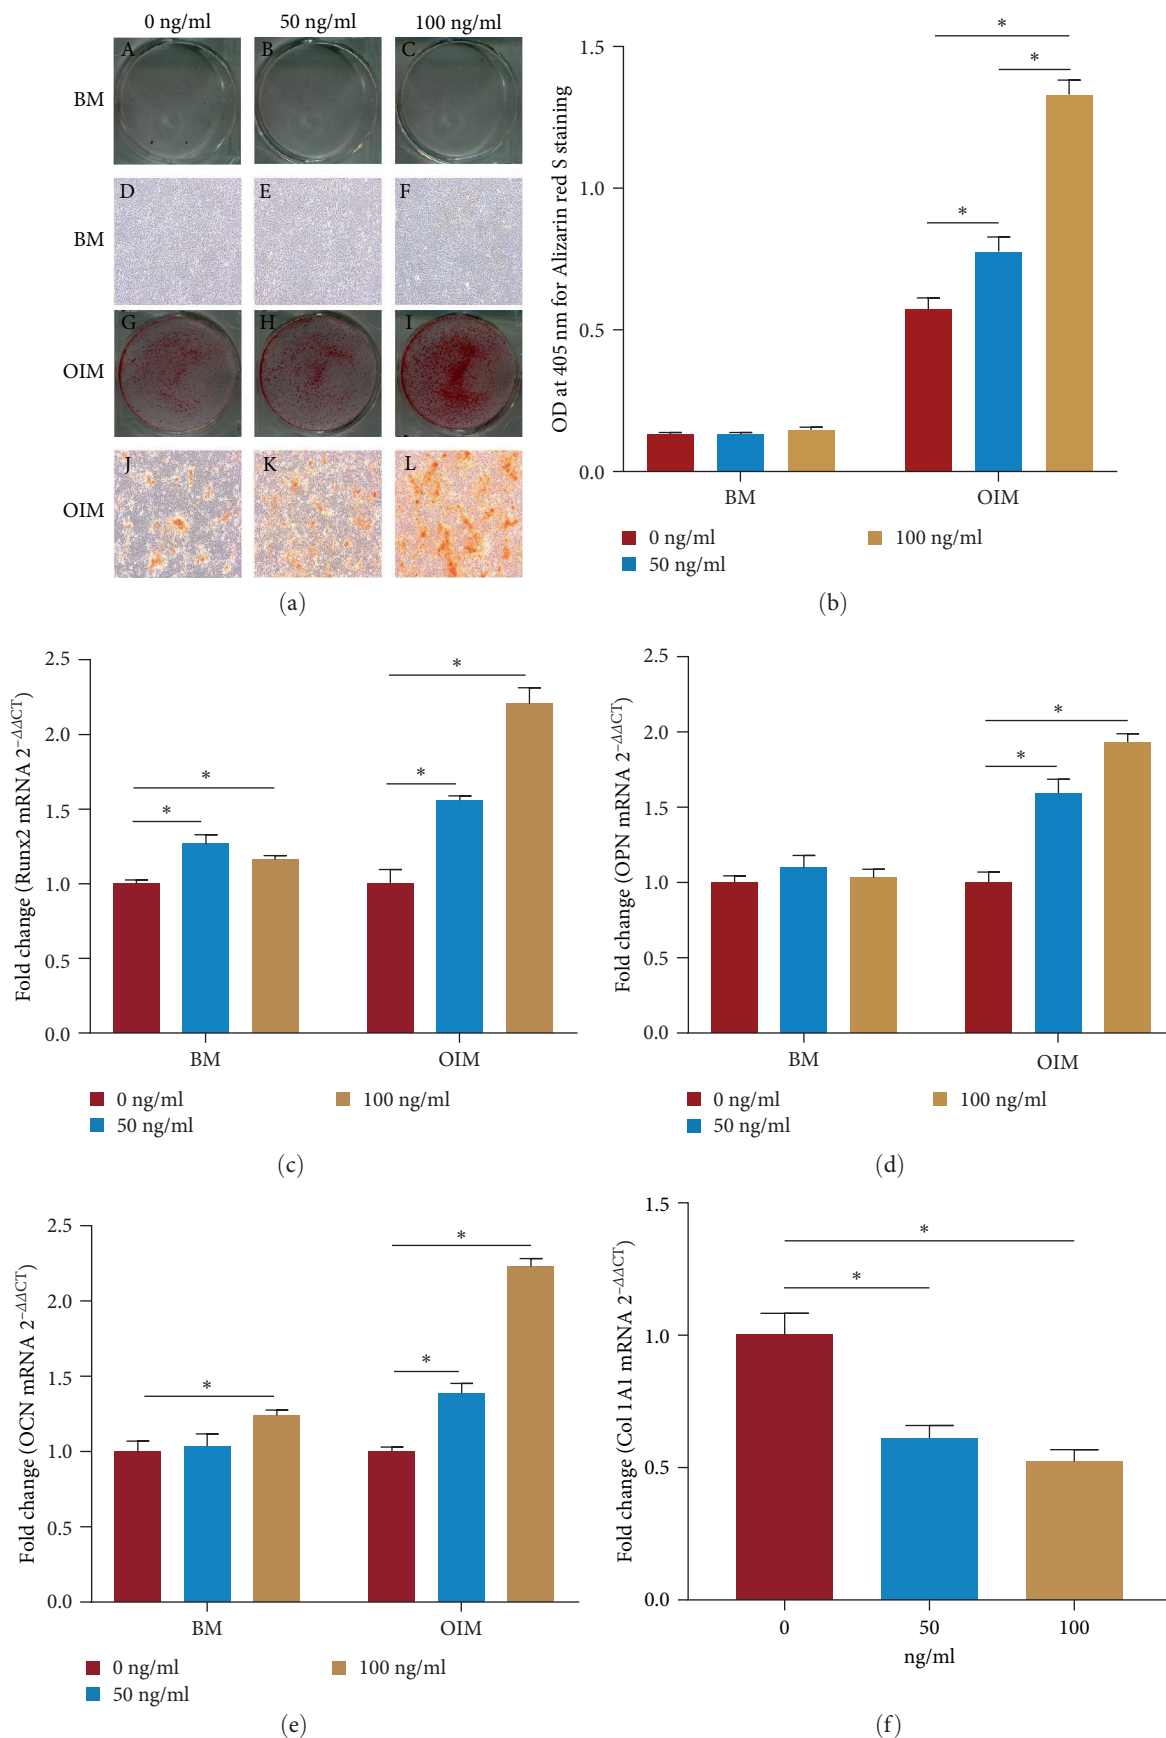 0 ng/ml 50 ng/ml 100 ng/ml
BM
A B C
BM
D E F
OIM
G H I
OIM
J K L
(a)
OD at 405 nm for Alizarin red S staining
1.5
1.0
0.5
0.0
* 
*
*
BM OIM
0 ng/ml 100 ng/ml
50 ng/ml
(b)
Fold change (Runx2 mRNA 2^−ΔΔCT)
2.5
2.0
1.5
1.0
0.5
0.0
*
*
*
*
BM OIM
0 ng/ml 100 ng/ml
50 ng/ml
(c)
Fold change (OPN mRNA 2^−ΔΔCT)
2.5
2.0
1.5
1.0
0.5
0.0
*
*
BM OIM
0 ng/ml 100 ng/ml
50 ng/ml
(d)
Fold change (OCN mRNA 2^−ΔΔCT)
2.5
2.0
1.5
1.0
0.5
0.0
*
*
*
BM OIM
0 ng/ml 100 ng/ml
50 ng/ml
(e)
Fold change (Col 1A1 mRNA 2^−ΔΔCT)
1.5
1.0
0.5
0.0
*
*
0 50 100
ng/ml
(f)